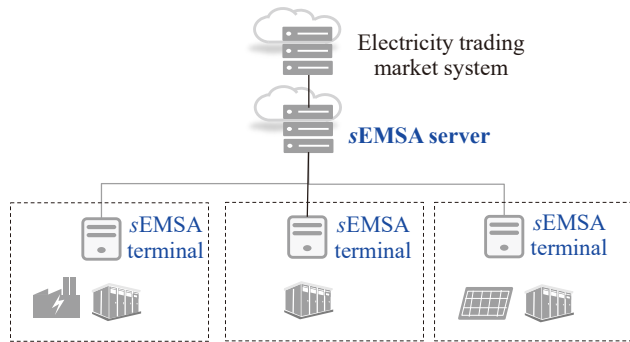 Electricity trading
market system
sEMSA server
sEMSA
terminal
sEMSA
terminal
sEMSA
terminal